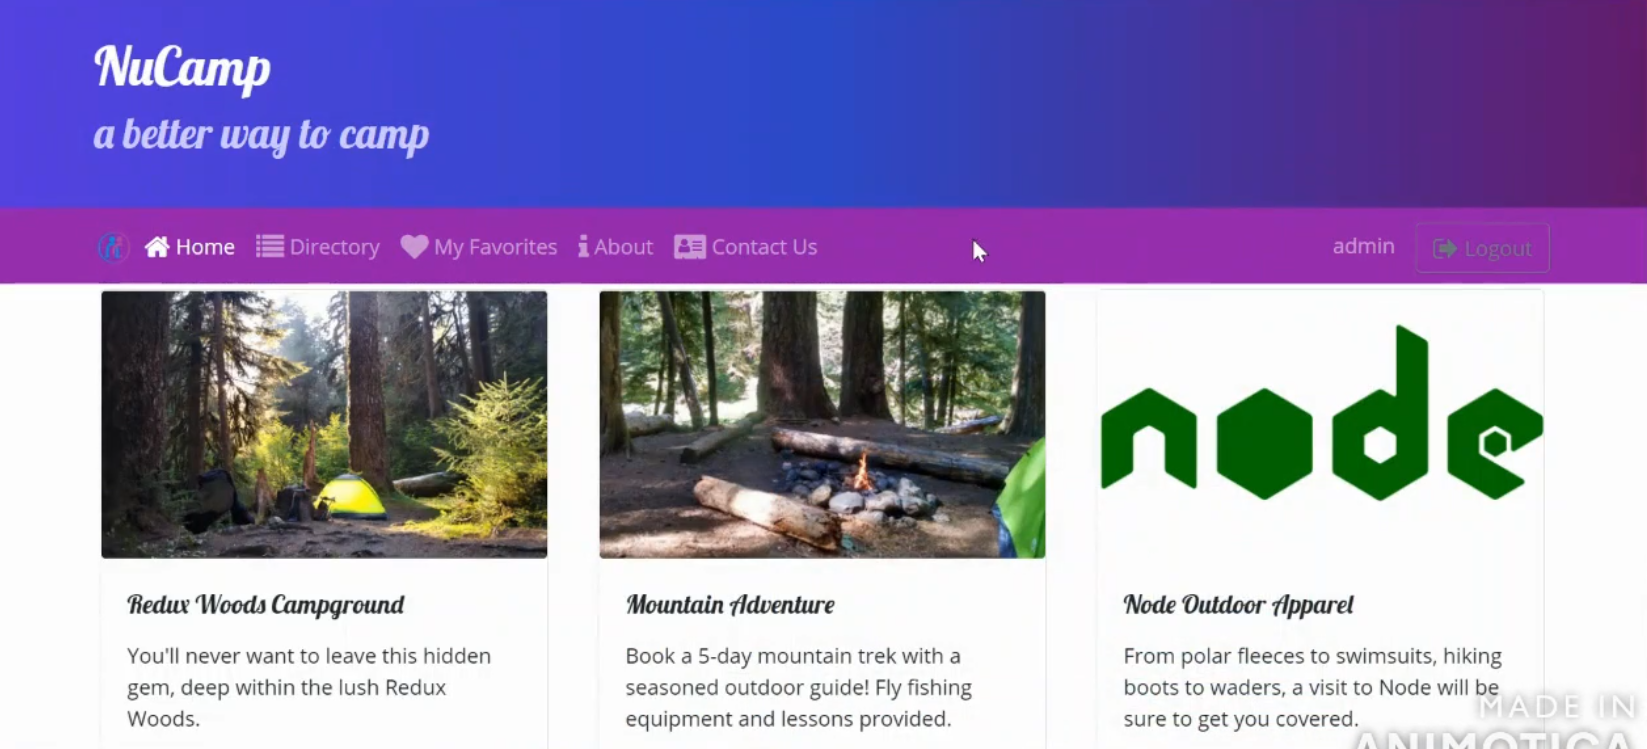 NuCamp
a better way to camp
Home Directory My Favorites About Contact Us admin Logout
node
Redux Woods Campground
You'll never want to leave this hidden
gem, deep within the lush Redux
Woods.
Mountain Adventure
Book a 5-day mountain trek with a
seasoned outdoor guide! Fly fishing
equipment and lessons provided.
Node Outdoor Apparel
From polar fleeces to swimsuits, hiking
boots to waders, a visit to Node will be
sure to get you covered.
MADE IN
ANIMOTICA